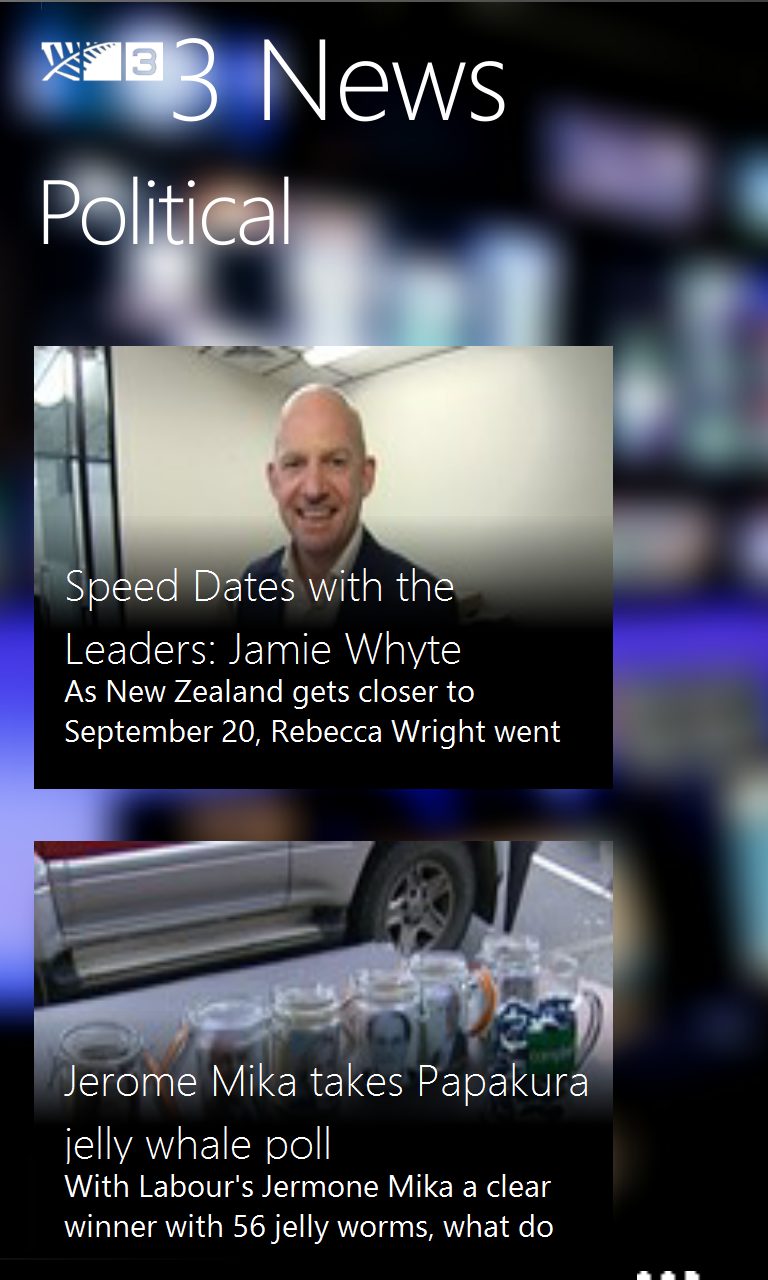 3
3 News
Political
Speed Dates with the
Leaders: Jamie Whyte
As New Zealand gets closer to
September 20, Rebecca Wright went
Jerome Mika takes Papakura
jelly whale poll
With Labour's Jermone Mika a clear
winner with 56 jelly worms, what do